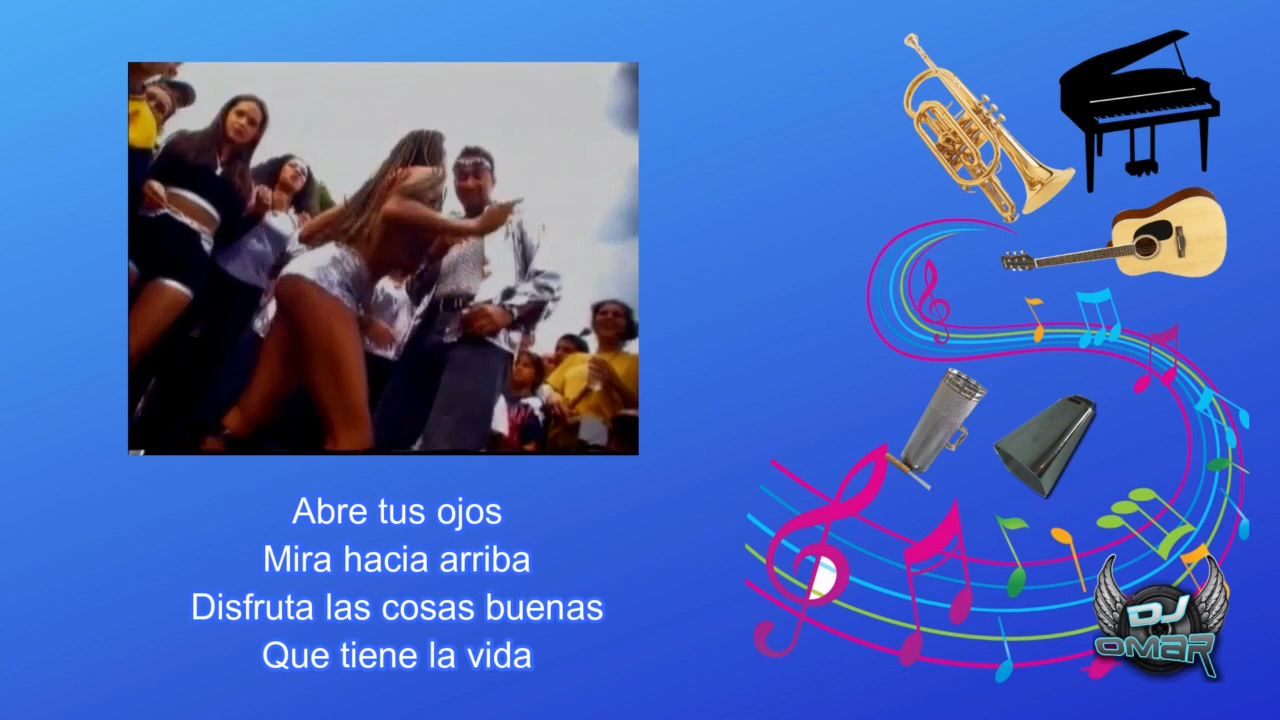 Abre tus ojos
Mira hacia arriba
Disfruta las cosas buenas
Que tiene la vida
DJ
OMAR